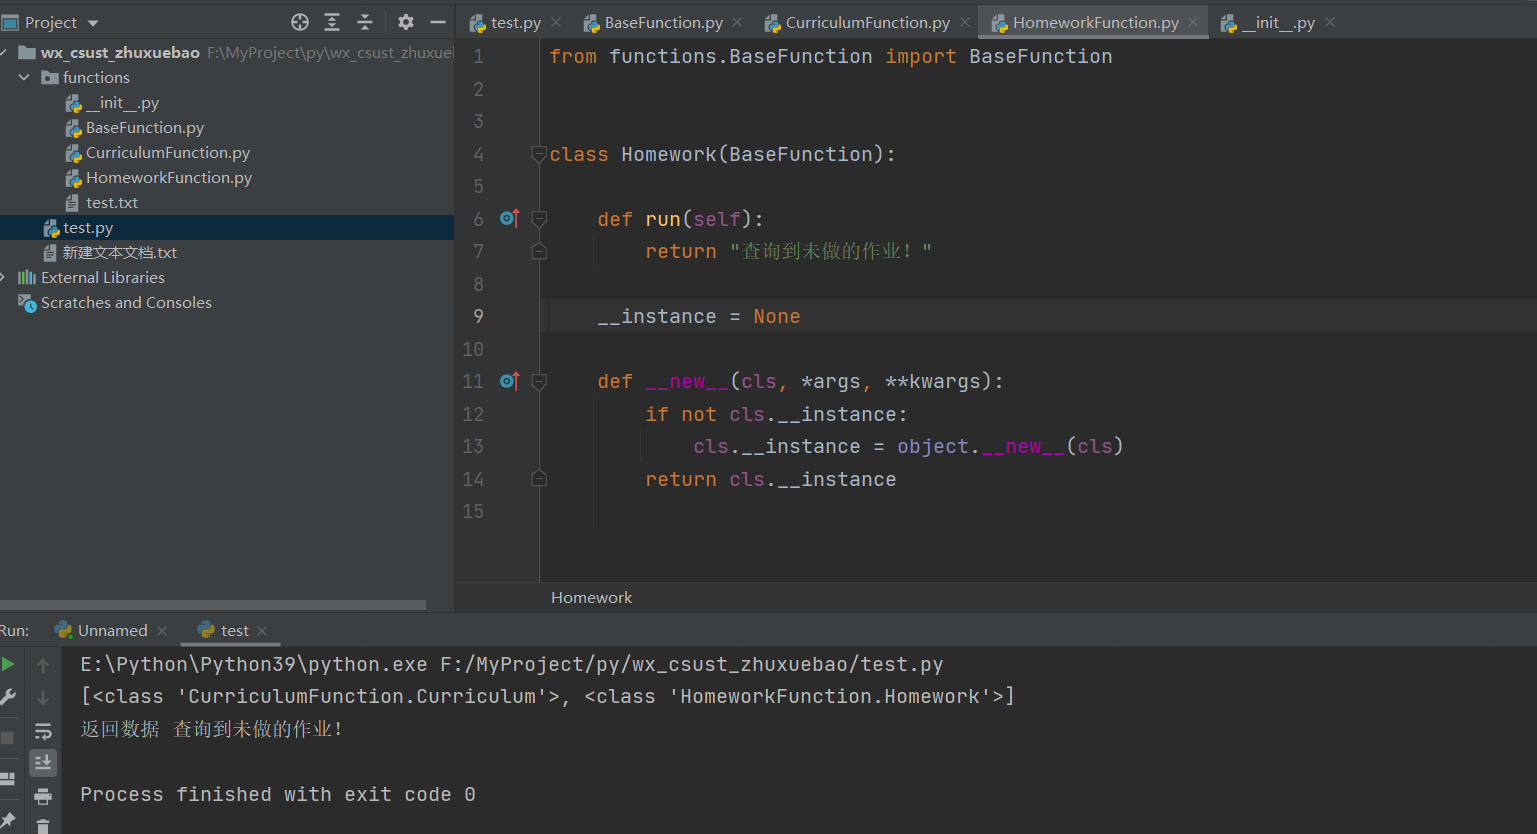 Project
wx_csust_zhuxuebao F:\MyProject\py\wx_csust_zhuxue
functions
__init__.py
BaseFunction.py
CurriculumFunction.py
HomeworkFunction.py
test.txt
test.py
新建文本文档.txt
External Libraries
Scratches and Consoles
test.py BaseFunction.py CurriculumFunction.py HomeworkFunction.py __init__.py
1 from functions.BaseFunction import BaseFunction
2
3
4 class Homework(BaseFunction):
5
6     def run(self):
7         return "查询到未做的作业！"
8
9     __instance = None
10
11     def __new__(cls, *args, **kwargs):
12         if not cls.__instance:
13             cls.__instance = object.__new__(cls)
14         return cls.__instance
15
Homework
Run: Unnamed test
E:\Python\Python39\python.exe F:/MyProject/py/wx_csust_zhuxuebao/test.py
[<class 'CurriculumFunction.Curriculum'>, <class 'HomeworkFunction.Homework'>]
返回数据 查询到未做的作业！
Process finished with exit code 0